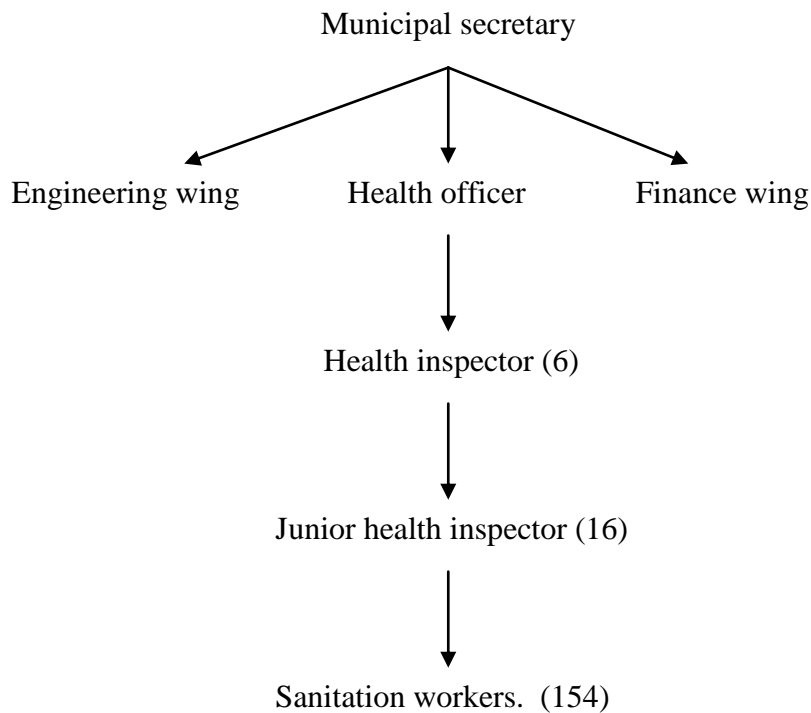 Municipal secretary
Engineering wing Health officer Finance wing
Health inspector (6)
Junior health inspector (16)
Sanitation workers. (154)